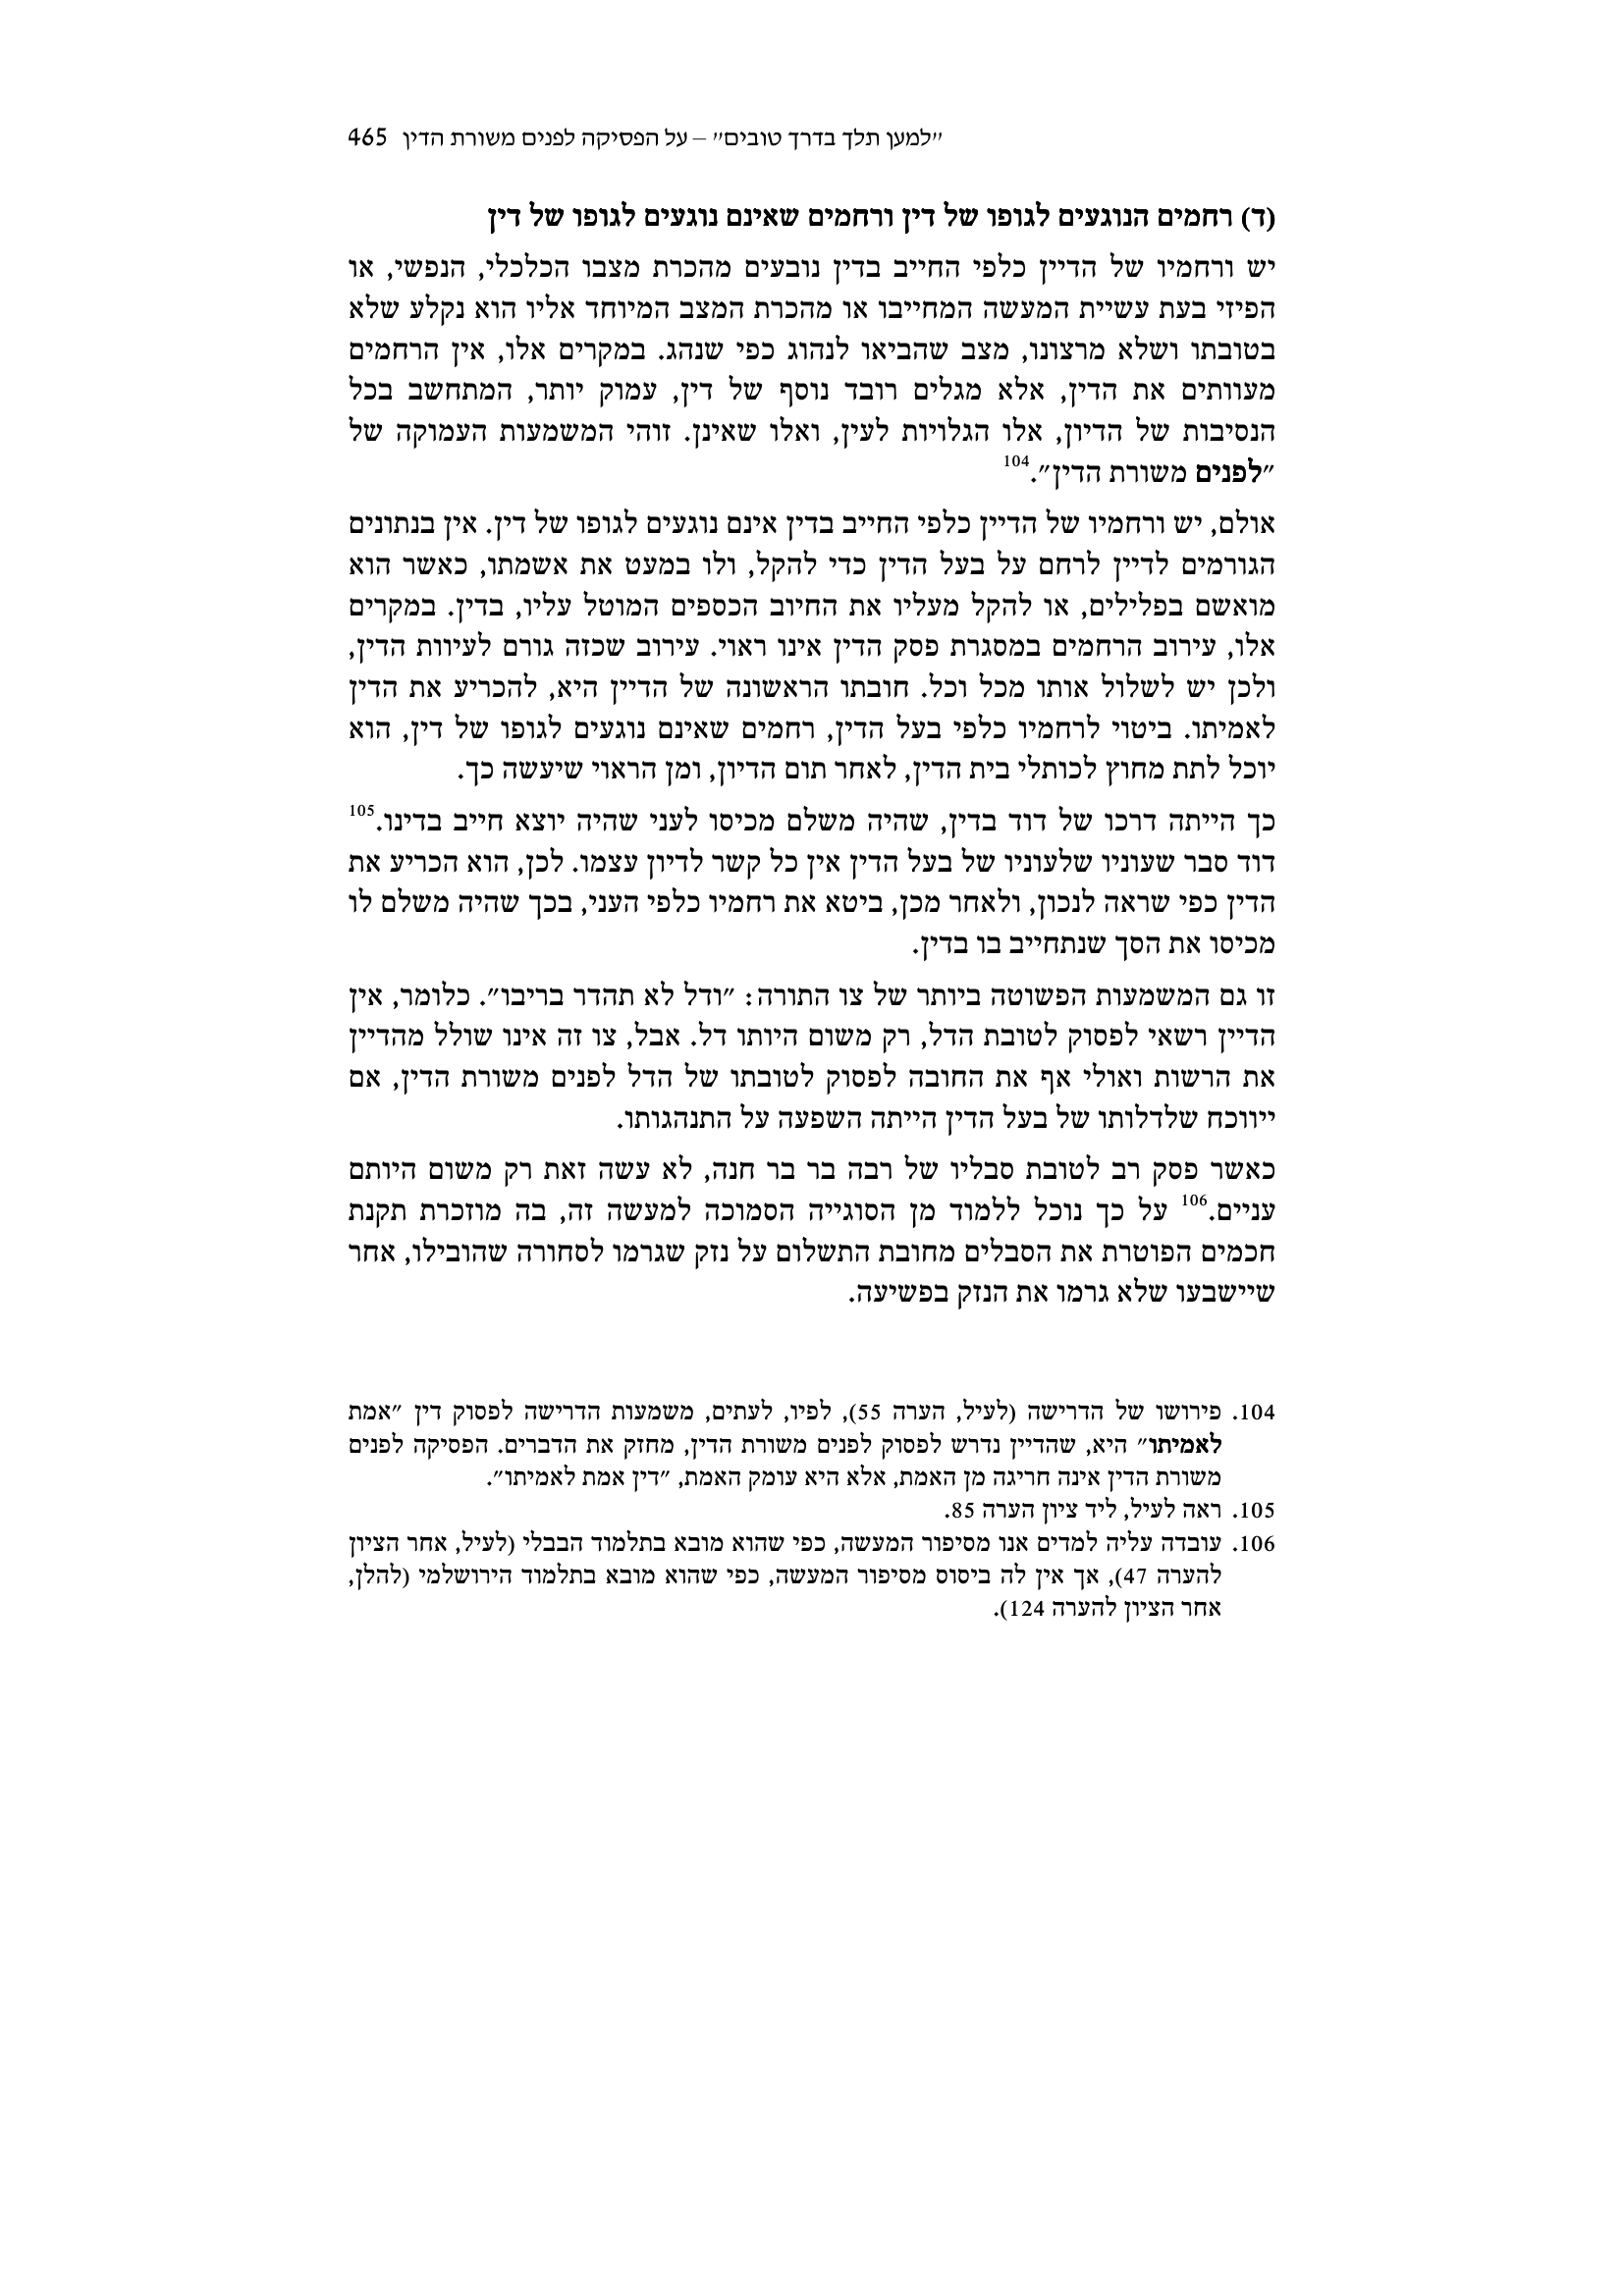 "למען תלך בדרך טובים" – על הפסיקה לפנים משורת הדין 465
(ד) רחמים הנוגעים לגופו של דין ורחמים שאינם נוגעים לגופו של דין
יש ורחמיו של הדיין כלפי החייב בדין נובעים מהכרת מצבו הכלכלי, הנפשי, או
הפיזי בעת עשיית המעשה המחייבו או מהכרת המצב המיוחד אליו הוא נקלע שלא
בטובתו ושלא מרצונו, מצב שהביאו לנהוג כפי שנהג. במקרים אלו, אין הרחמים
מעוותים את הדין, אלא מגלים רובד נוסף של דין, עמוק יותר, המתחשב בכל
הנסיבות של הדיון, אלו הגלויות לעין, ואלו שאינן. זוהי המשמעות העמוקה של
"לפנים משורת הדין".104
אולם, יש ורחמיו של הדיין כלפי החייב בדין אינם נוגעים לגופו של דין. אין בנתונים
הגורמים לדיין לרחם על בעל הדין כדי להקל, ולו במעט את אשמתו, כאשר הוא
מואשם בפלילים, או להקל מעליו את החיוב הכספים המוטל עליו, בדין. במקרים
אלו, עירוב הרחמים במסגרת פסק הדין אינו ראוי. עירוב שכזה גורם לעיוות הדין,
ולכן יש לשלול אותו מכל וכל. חובתו הראשונה של הדיין היא, להכריע את הדין
לאמיתו. ביטוי לרחמיו כלפי בעל הדין, רחמים שאינם נוגעים לגופו של דין, הוא
יוכל לתת מחוץ לכותלי בית הדין, לאחר תום הדיון, ומן הראוי שיעשה כך.
כך הייתה דרכו של דוד בדין, שהיה משלם מכיסו לעני שהיה יוצא חייב בדינו.105
דוד סבר שעוניו שלעוניו של בעל הדין אין כל קשר לדיון עצמו. לכן, הוא הכריע את
הדין כפי שראה לנכון, ולאחר מכן, ביטא את רחמיו כלפי העני, בכך שהיה משלם לו
מכיסו את הסך שנתחייב בו בדין.
זו גם המשמעות הפשוטה ביותר של צו התורה: "ודל לא תהדר בריבו". כלומר, אין
הדיין רשאי לפסוק לטובת הדל, רק משום היותו דל. אבל, צו זה אינו שולל מהדיין
את הרשות ואולי אף את החובה לפסוק לטובתו של הדל לפנים משורת הדין, אם
ייווכח שלדלותו של בעל הדין הייתה השפעה על התנהגותו.
כאשר פסק רב לטובת סבליו של רבה בר בר חנה, לא עשה זאת רק משום היותם
עניים.106 על כך נוכל ללמוד מן הסוגייה הסמוכה למעשה זה, בה מוזכרת תקנת
חכמים הפוטרת את הסבלים מחובת התשלום על נזק שגרמו לסחורה שהובילו, אחר
שיישבעו שלא גרמו את הנזק בפשיעה.
104. פירושו של הדרישה (לעיל, הערה 55), לפיו, לעתים, משמעות הדרישה לפסוק דין "אמת
לאמיתו" היא, שהדיין נדרש לפסוק לפנים משורת הדין, מחזק את הדברים. הפסיקה לפנים
משורת הדין אינה חריגה מן האמת, אלא היא עומק האמת, "דין אמת לאמיתו".
105. ראה לעיל, ליד ציון הערה 85.
106. עובדה עליה למדים אנו מסיפור המעשה, כפי שהוא מובא בתלמוד הבבלי (לעיל, אחר הציון
להערה 47), אך אין לה ביסוס מסיפור המעשה, כפי שהוא מובא בתלמוד הירושלמי (להלן,
אחר הציון להערה 124).